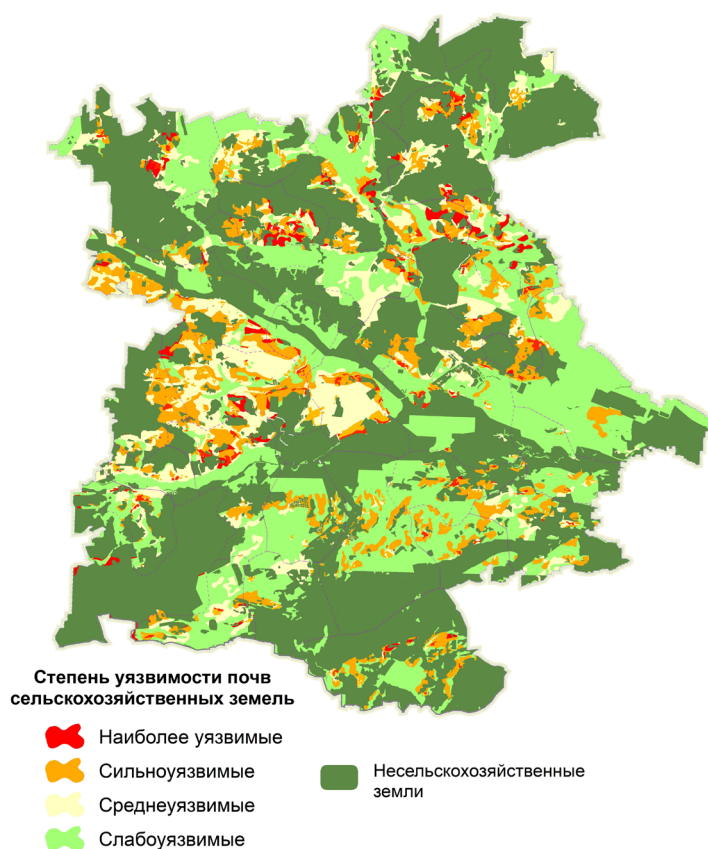 Степень уязвимости почв
сельскохозяйственных земель
Наиболее уязвимые
Сильноуязвимые
Среднеуязвимые
Слабоуязвимые
Несельскохозяйственные
земли